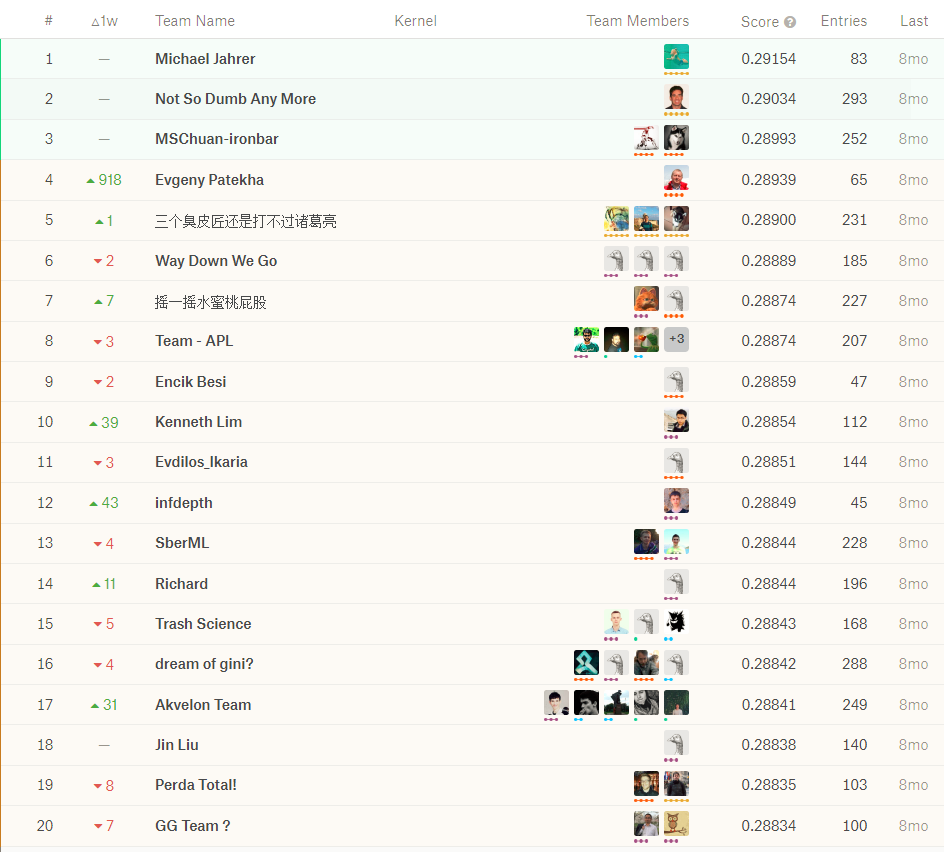 # △1w Team Name Kernel Team Members Score ? Entries Last
1 — Michael Jahrer 0.29154 83 8mo
2 — Not So Dumb Any More 0.29034 293 8mo
3 — MSChuan-ironbar 0.28993 252 8mo
4 ▲ 918 Evgeny Patekha 0.28939 65 8mo
5 ▲ 1 三个臭皮匠还是打不过诸葛亮 0.28900 231 8mo
6 ▼ 2 Way Down We Go 0.28889 185 8mo
7 ▲ 7 摇一摇水蜜桃屁股 0.28874 227 8mo
8 ▼ 3 Team - APL +3 0.28874 207 8mo
9 ▼ 2 Encik Besi 0.28859 47 8mo
10 ▲ 39 Kenneth Lim 0.28854 112 8mo
11 ▼ 3 Evdilos_Ikaria 0.28851 144 8mo
12 ▲ 43 infdepth 0.28849 45 8mo
13 ▼ 4 SberML 0.28844 228 8mo
14 ▲ 11 Richard 0.28844 196 8mo
15 ▼ 5 Trash Science 0.28843 168 8mo
16 ▼ 4 dream of gini? 0.28842 288 8mo
17 ▲ 31 Akvelon Team 0.28841 249 8mo
18 — Jin Liu 0.28838 140 8mo
19 ▼ 8 Perda Total! 0.28835 103 8mo
20 ▼ 7 GG Team ? 0.28834 100 8mo